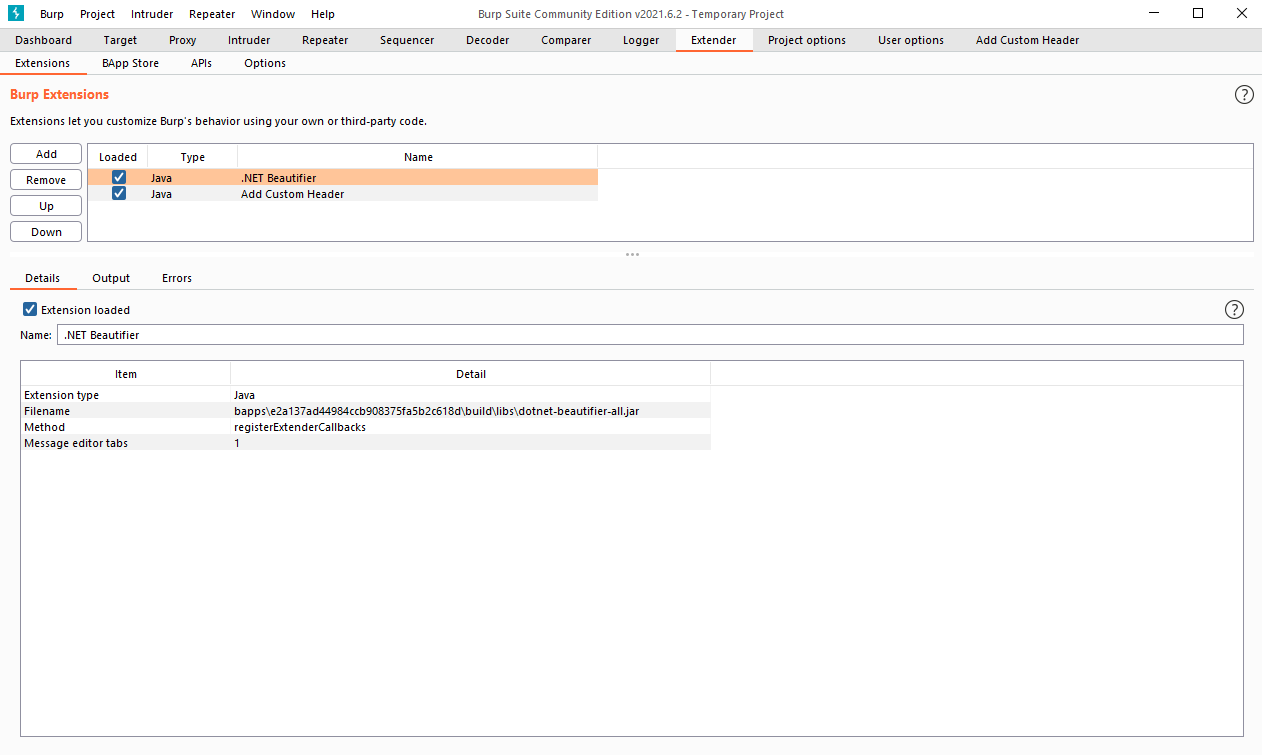 Burp Project Intruder Repeater Window Help Burp Suite Community Edition v2021.6.2 - Temporary Project
Dashboard Target Proxy Intruder Repeater Sequencer Decoder Comparer Logger Extender Project options User options Add Custom Header
Extensions BApp Store APIs Options
Burp Extensions
?
Extensions let you customize Burp's behavior using your own or third-party code.
Add
Remove
Up
Down
Loaded Type Name
Java .NET Beautifier
Java Add Custom Header
Details Output Errors
Extension loaded
?
Name: .NET Beautifier
Item Detail
Extension type Java
Filename bapps\e2a137ad44984ccb908375fa5b2c618d\build\libs\dotnet-beautifier-all.jar
Method registerExtenderCallbacks
Message editor tabs 1